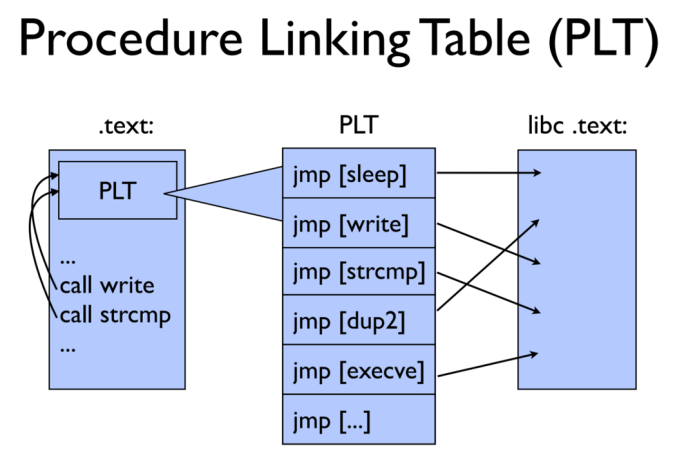 Procedure Linking Table (PLT)
.text:
PLT
...
call write
call strcmp
...
PLT
jmp [sleep]
jmp [write]
jmp [strcmp]
jmp [dup2]
jmp [execve]
jmp [...]
libc .text: